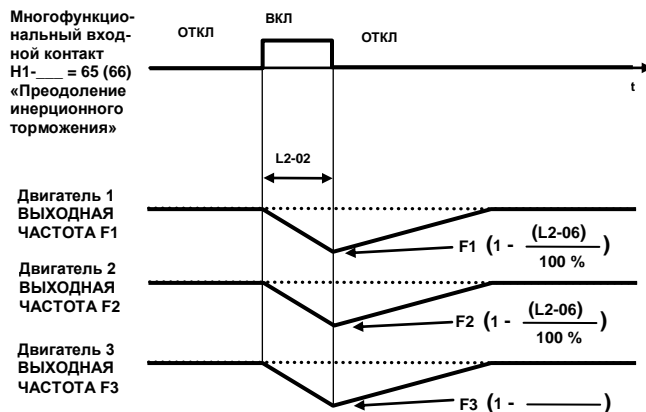 Многофункцио-
нальный вход-
ной контакт
H1-___ = 65 (66)
«Преодоление
инерционного
торможения»
ОТКЛ
ВКЛ
ОТКЛ
t
L2-02
Двигатель 1
ВЫХОДНАЯ
ЧАСТОТА F1
F1 (1 - (L2-06) / 100 %)
Двигатель 2
ВЫХОДНАЯ
ЧАСТОТА F2
F2 (1 - (L2-06) / 100 %)
Двигатель 3
ВЫХОДНАЯ
ЧАСТОТА F3
F3 (1 - ——— )